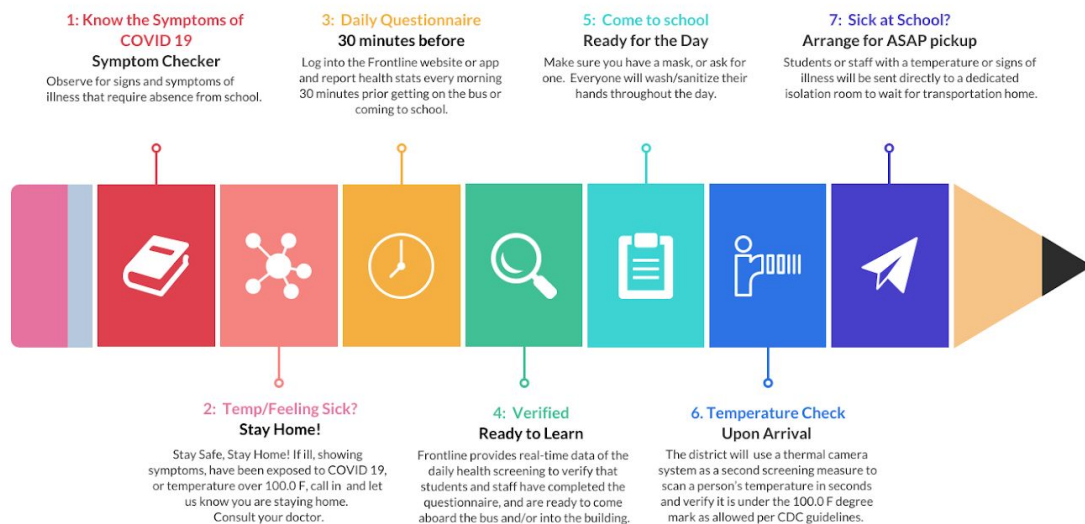 1: Know the Symptoms of
COVID 19
Symptom Checker
Observe for signs and symptoms of
illness that require absence from school.
3: Daily Questionnaire
30 minutes before
Log into the Frontline website or app
and report health stats every morning
30 minutes prior getting on the bus or
coming to school.
5: Come to school
Ready for the Day
Make sure you have a mask, or ask for
one. Everyone will wash/sanitize their
hands throughout the day.
7: Sick at School?
Arrange for ASAP pickup
Students or staff with a temperature or signs of
illness will be sent directly to a dedicated
isolation room to wait for transportation home.
2: Temp/Feeling Sick?
Stay Home!
Stay Safe, Stay Home! If ill, showing
symptoms, have been exposed to COVID 19,
or temperature over 100.0 F, call in and let
us know you are staying home.
Consult your doctor.
4: Verified
Ready to Learn
Frontline provides real-time data of the
daily health screening to verify that
students and staff have completed the
questionnaire, and are ready to come
aboard the bus and/or into the building.
6. Temperature Check
Upon Arrival
The district will use a thermal camera
system as a second screening measure to
scan a person's temperature in seconds
and verify it is under the 100.0 F degree
mark as allowed per CDC guidelines.